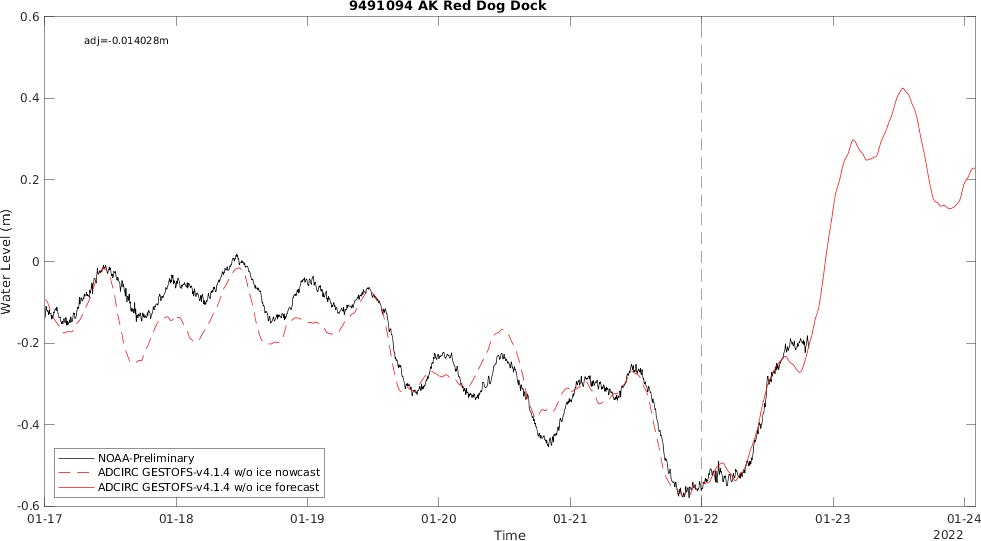 9491094 AK Red Dog Dock
adj=-0.014028m
0.6
0.4
0.2
0
-0.2
-0.4
-0.6
Water Level (m)
NOAA-Preliminary
ADCIRC GESTOFS-v4.1.4 w/o ice nowcast
ADCIRC GESTOFS-v4.1.4 w/o ice forecast
01-17 01-18 01-19 01-20 01-21 01-22 01-23 01-24
Time 2022